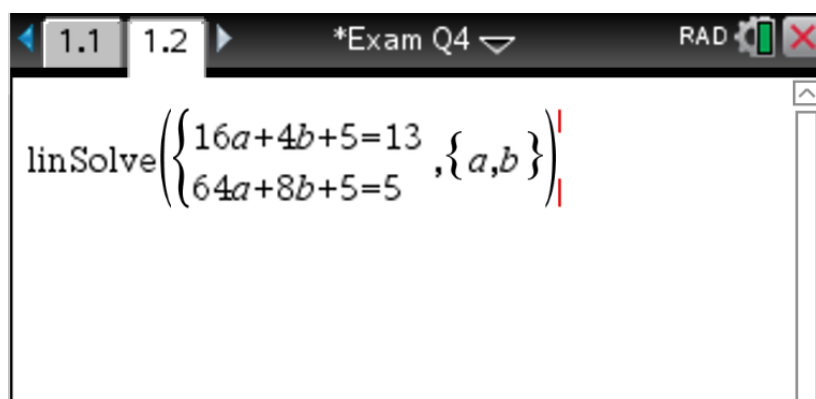 1.1 1.2 *Exam Q4 RAD
linSolve({16a+4b+5=13
64a+8b+5=5 ,{a,b})